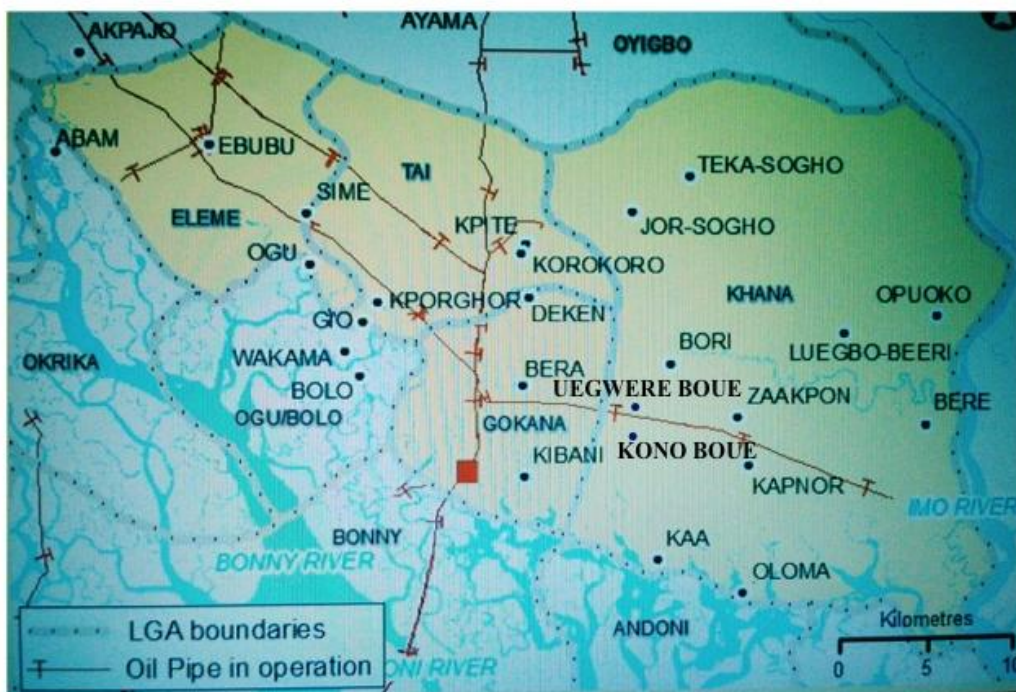 AKPAJO
AYAMA
OYIGBO
ABAM
EBUBU
TAI
TEKA-SOGHO
ELEME
SIME
KPITE
JOR-SOGHO
OGU
KOROKORO
KPORGHOR
DEKEN
KHANA
OPUOKO
GIO
OKRIKA
WAKAMA
BORI
LUEGBO-BEERI
BOLO
BERA
UEGWERE BOUE
ZAAKPON
BERE
OGU/BOLO
GOKANA
KIBANI
KONO BOUE
KAPNOR
IMO RIVER
BONNY
BONNY RIVER
KAA
OLOMA
ANDONI
Kilometres
0 5 10
LGA boundaries
Oil Pipe in operation
ONI RIVER